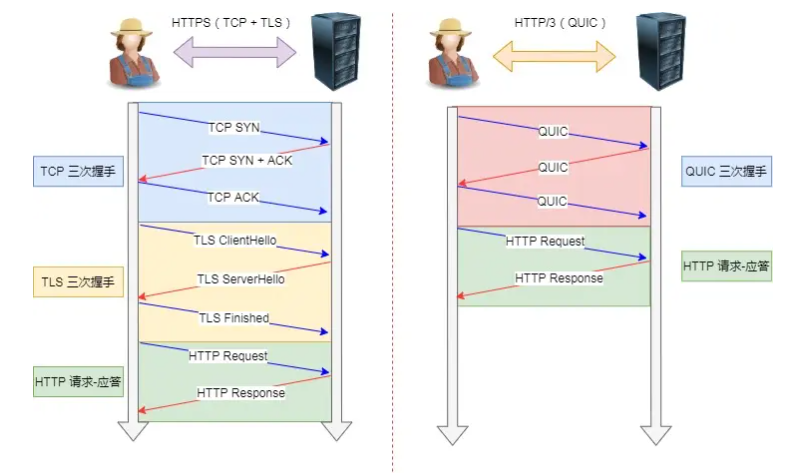 HTTPS（TCP + TLS）
TCP 三次握手
TCP SYN
TCP SYN + ACK
TCP ACK
TLS 三次握手
TLS ClientHello
TLS ServerHello
TLS Finished
HTTP 请求-应答
HTTP Request
HTTP Response
HTTP/3（QUIC）
QUIC
QUIC
QUIC
QUIC 三次握手
HTTP Request
HTTP Response
HTTP 请求-应答